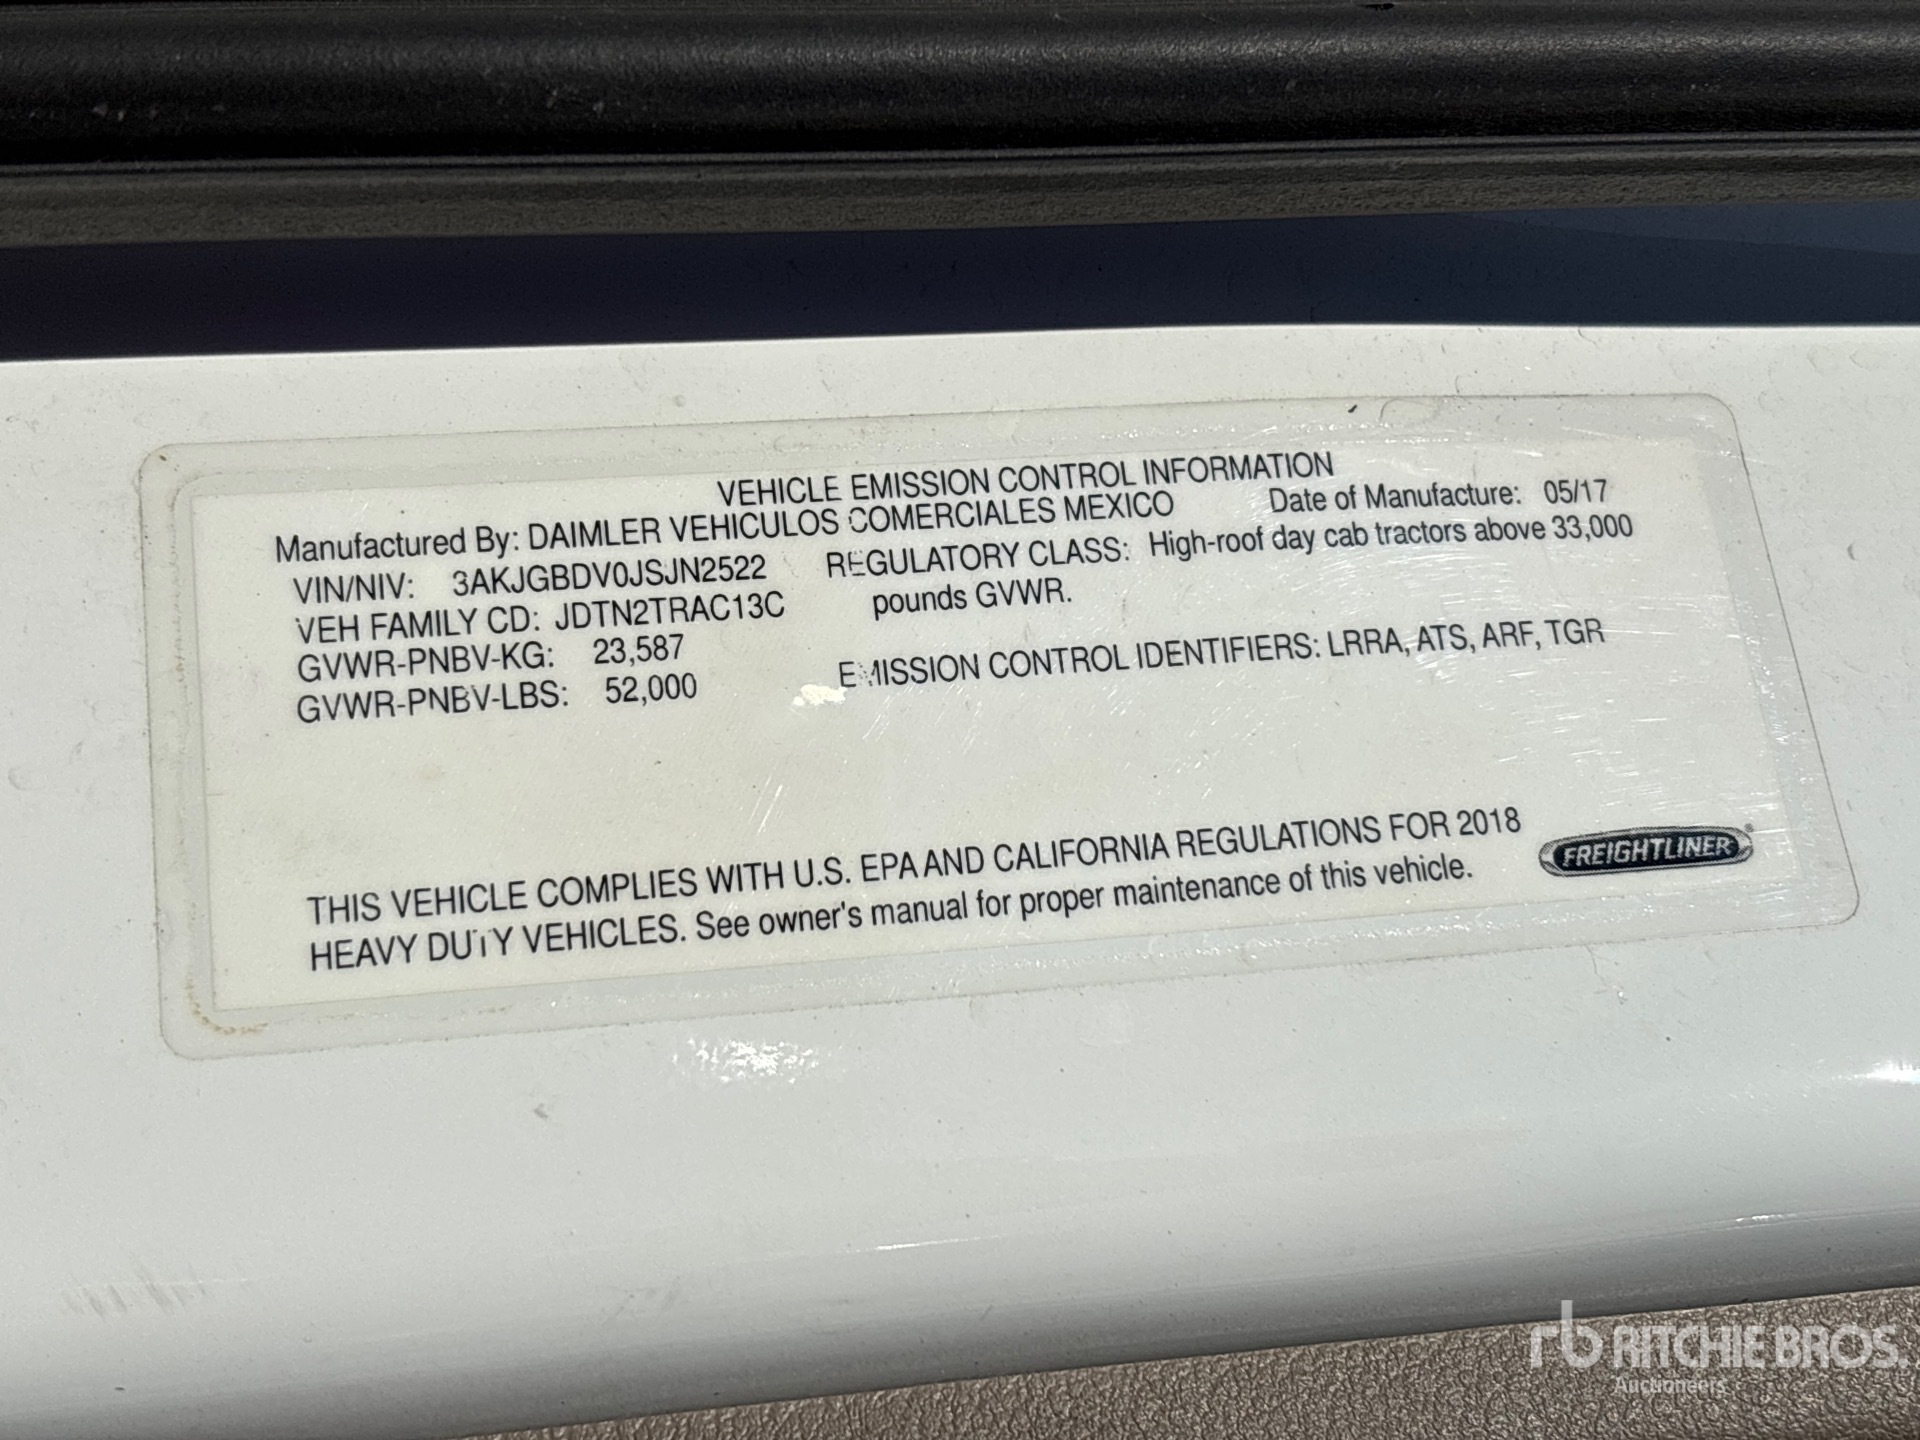 VEHICLE EMISSION CONTROL INFORMATION
Manufactured By: DAIMLER VEHICULOS COMERCIALES MEXICO Date of Manufacture: 05/17
VIN/NIV: 3AKJGBDV0JSJN2522 REGULATORY CLASS: High-roof day cab tractors above 33,000
pounds GVWR.
VEH FAMILY CD: JDTN2TRAC13C
GVWR-PNBV-KG: 23,587
EMISSION CONTROL IDENTIFIERS: LRRA, ATS, ARF, TGR
GVWR-PNBV-LBS: 52,000
THIS VEHICLE COMPLIES WITH U.S. EPA AND CALIFORNIA REGULATIONS FOR 2018
HEAVY DUTY VEHICLES. See owner's manual for proper maintenance of this vehicle.
FREIGHTLINER®
rb RITCHIE BROS.
Auctioneers